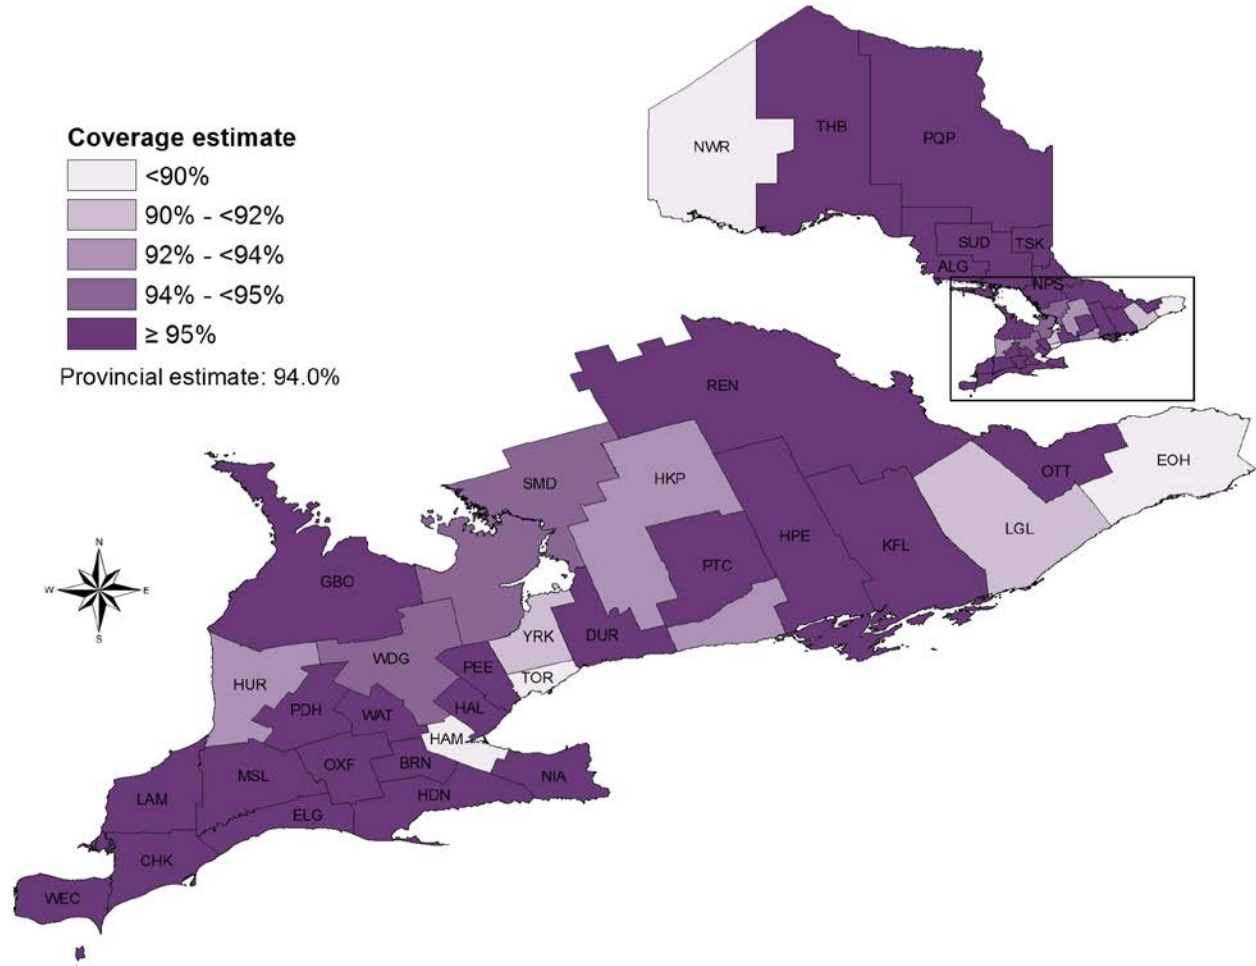 Coverage estimate
<90%
90% - <92%
92% - <94%
94% - <95%
≥ 95%
Provincial estimate: 94.0%
NWR
THB
PQP
SUD
TSK
ALG
NPS
REN
SMD
HKP
OTT
EOH
LGL
HPE
KFL
PTC
GBO
N
W
E
S
YRK
DUR
WDG
PEE
TOR
HUR
PDH
WAT
HAL
HAM
MSL
OXF
BRN
NIA
LAM
HDN
ELG
CHK
WEC